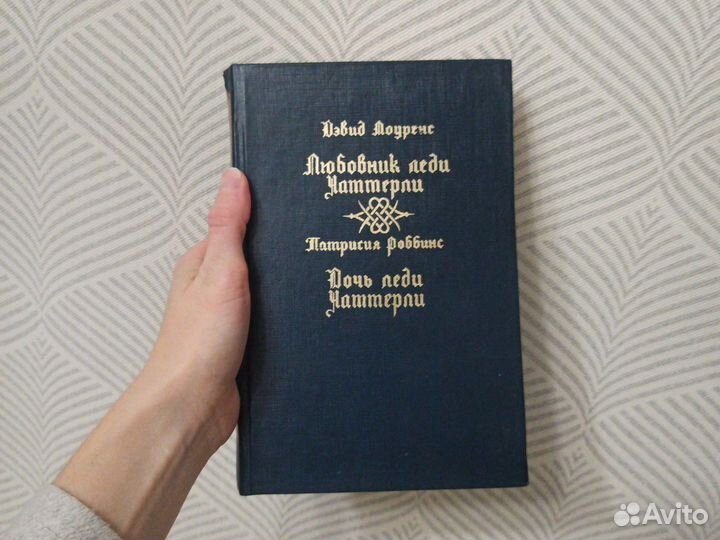 Дэвид Лоуренс
Любовник леди
Чаттерли
Патрисия Роббинс
Дочь леди
Чаттерли
Avito